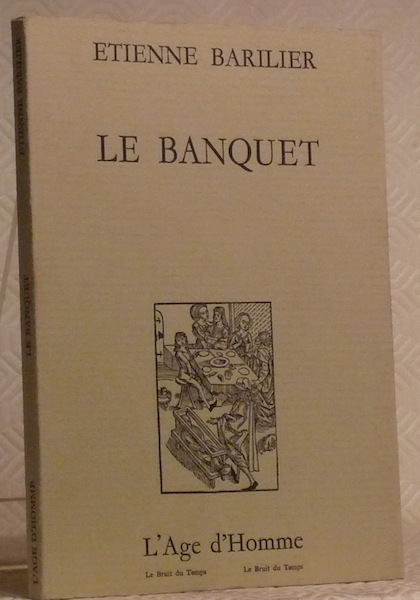 ETIENNE BARILIER
LE BANQUET
L'Age d'Homme
Le Bruit du Temps Le Bruit du Temps
ETIENNE BARILIER
LE BANQUET
L'AGE D'HOMME